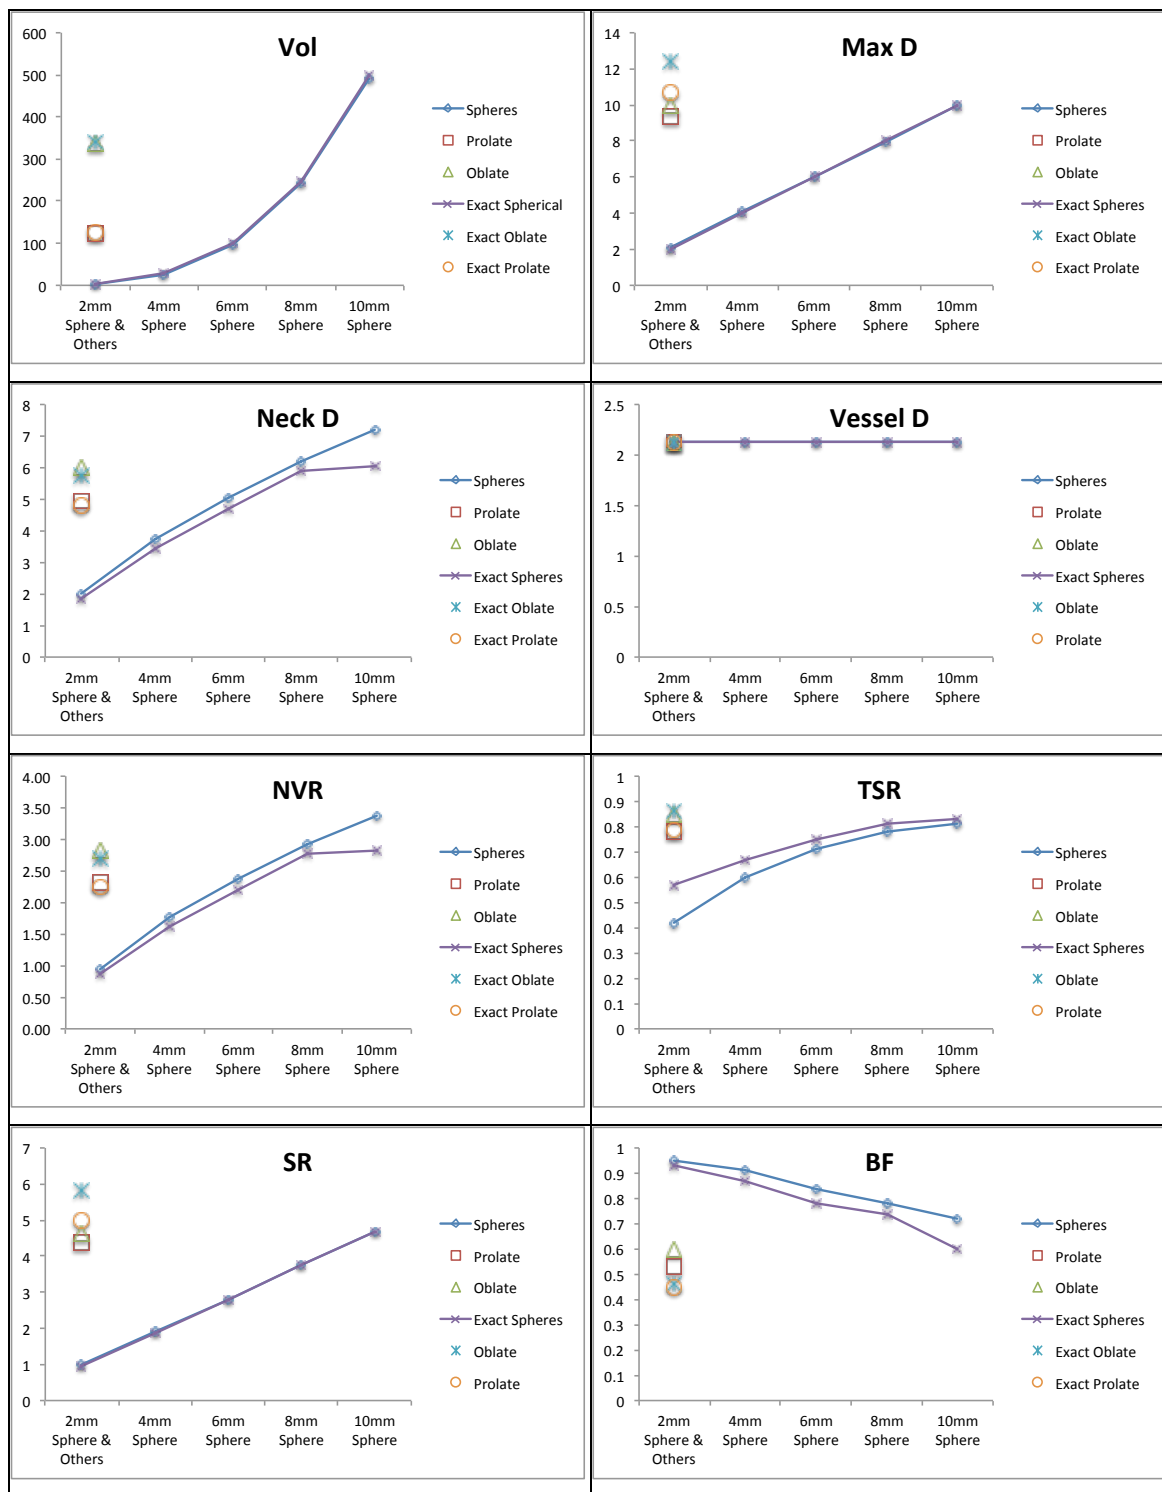 Vol
600
500
400
300
200
100
0
2mm Sphere & Others
4mm Sphere
6mm Sphere
8mm Sphere
10mm Sphere
Spheres
Prolate
Oblate
Exact Spherical
Exact Oblate
Exact Prolate
Max D
14
12
10
8
6
4
2
0
2mm Sphere & Others
4mm Sphere
6mm Sphere
8mm Sphere
10mm Sphere
Spheres
Prolate
Oblate
Exact Spheres
Exact Oblate
Exact Prolate
Neck D
8
7
6
5
4
3
2
1
0
2mm Sphere & Others
4mm Sphere
6mm Sphere
8mm Sphere
10mm Sphere
Spheres
Prolate
Oblate
Exact Spheres
Exact Oblate
Exact Prolate
Vessel D
2.5
2
1.5
1
0.5
0
2mm Sphere & Others
4mm Sphere
6mm Sphere
8mm Sphere
10mm Sphere
Spheres
Prolate
Oblate
Exact Spheres
Oblate
Prolate
NVR
4.00
3.50
3.00
2.50
2.00
1.50
1.00
0.50
0.00
2mm Sphere & Others
4mm Sphere
6mm Sphere
8mm Sphere
10mm Sphere
Spheres
Prolate
Oblate
Exact Spheres
Exact Oblate
Exact Prolate
TSR
1
0.9
0.8
0.7
0.6
0.5
0.4
0.3
0.2
0.1
0
2mm Sphere & Others
4mm Sphere
6mm Sphere
8mm Sphere
10mm Sphere
Spheres
Prolate
Oblate
Exact Spheres
Oblate
Prolate
SR
7
6
5
4
3
2
1
0
2mm Sphere & Others
4mm Sphere
6mm Sphere
8mm Sphere
10mm Sphere
Spheres
Prolate
Oblate
Exact Spheres
Oblate
Prolate
BF
1
0.9
0.8
0.7
0.6
0.5
0.4
0.3
0.2
0.1
0
2mm Sphere & Others
4mm Sphere
6mm Sphere
8mm Sphere
10mm Sphere
Spheres
Prolate
Oblate
Exact Spheres
Exact Oblate
Exact Prolate